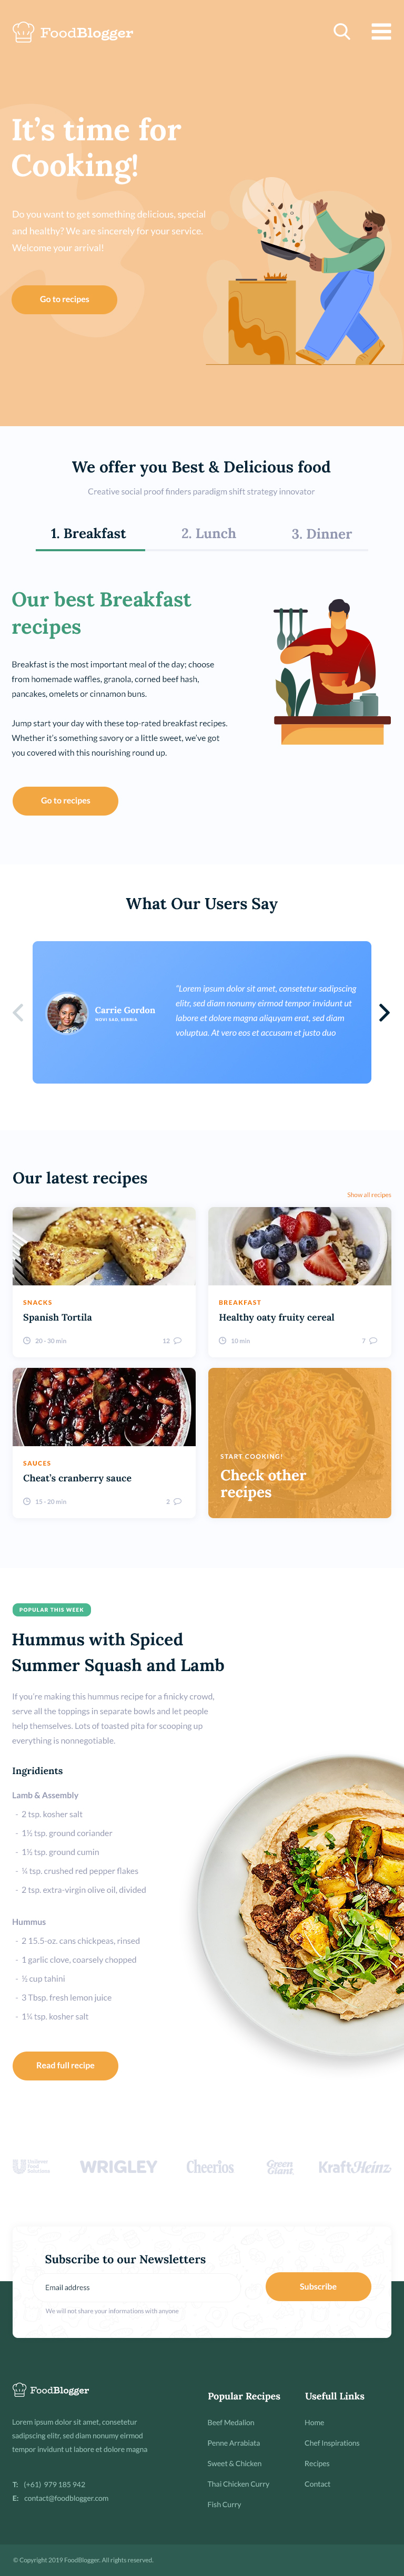 FoodBlogger
It's time for
Cooking!
Do you want to get something delicious, special
and healthy? We are sincerely for your service.
Welcome your arrival!
Go to recipes
We offer you Best & Delicious food
Creative social proof finders paradigm shift strategy innovator
1. Breakfast
2. Lunch
3. Dinner
Our best Breakfast
recipes
Breakfast is the most important meal of the day; choose
from homemade waffles, granola, corned beef hash,
pancakes, omelets or cinnamon buns.
Jump start your day with these top-rated breakfast recipes.
Whether it's something savory or a little sweet, we've got
you covered with this nourishing round up.
Go to recipes
What Our Users Say
Carrie Gordon
NOVI SAD, SERBIA
"Lorem ipsum dolor sit amet, consetetur sadipscing
elitr, sed diam nonumy eirmod tempor invidunt ut
labore et dolore magna aliquyam erat, sed diam
voluptua. At vero eos et accusam et justo duo
Our latest recipes
Show all recipes
SNACKS
Spanish Tortila
20 - 30 min
12
BREAKFAST
Healthy oaty fruity cereal
10 min
7
SAUCES
Cheat's cranberry sauce
15 - 20 min
2
START COOKING!
Check other
recipes
POPULAR THIS WEEK
Hummus with Spiced
Summer Squash and Lamb
If you're making this hummus recipe for a finicky crowd,
serve all the toppings in separate bowls and let people
help themselves. Lots of toasted pita for scooping up
everything is nonnegotiable.
Ingridients
Lamb & Assembly
- 2 tsp. kosher salt
- 1½ tsp. ground coriander
- 1½ tsp. ground cumin
- ¼ tsp. crushed red pepper flakes
- 2 tsp. extra-virgin olive oil, divided
Hummus
- 2 15.5-oz. cans chickpeas, rinsed
- 1 garlic clove, coarsely chopped
- ½ cup tahini
- 3 Tbsp. fresh lemon juice
- 1¼ tsp. kosher salt
Read full recipe
Unilever
Food
Solutions
WRIGLEY
Cheerios
Green
Giant
KraftHeinz
Subscribe to our Newsletters
Email address
Subscribe
We will not share your informations with anyone
FoodBlogger
Lorem ipsum dolor sit amet, consetetur
sadipscing elitr, sed diam nonumy eirmod
tempor invidunt ut labore et dolore magna
T: (+61) 979 185 942
E: contact@foodblogger.com
Popular Recipes
Beef Medalion
Penne Arrabiata
Sweet & Chicken
Thai Chicken Curry
Fish Curry
Usefull Links
Home
Chef Inspirations
Recipes
Contact
© Copyright 2019 FoodBlogger. All rights reserved.